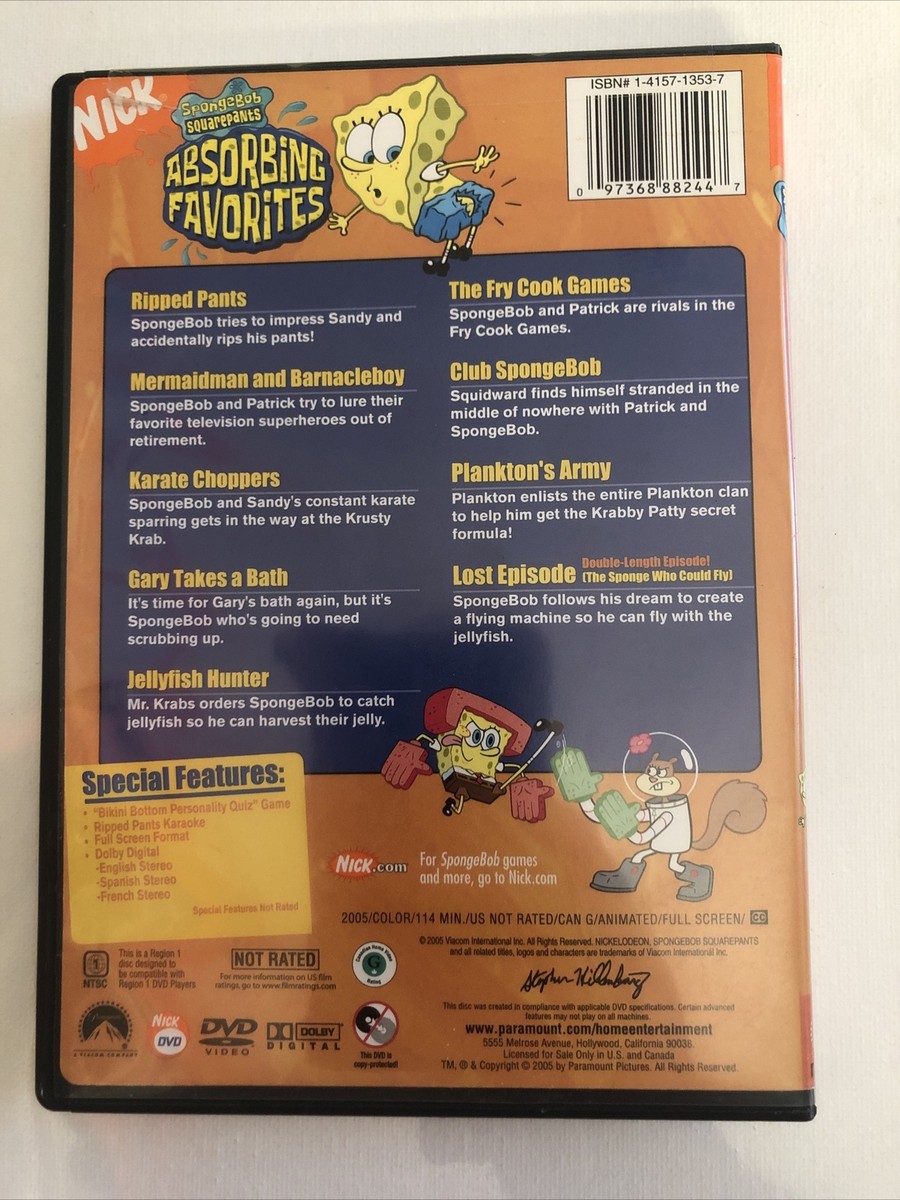 NICK
SpongeBob
SQUAREPANTS
ABSORBING
FAVORITES
ISBN# 1-4157-1353-7
0 97368 88244 7
Ripped Pants
SpongeBob tries to impress Sandy and
accidentally rips his pants!
Mermaidman and Barnacleboy
SpongeBob and Patrick try to lure their
favorite television superheroes out of
retirement.
Karate Choppers
SpongeBob and Sandy's constant karate
sparring gets in the way at the Krusty
Krab.
Gary Takes a Bath
It's time for Gary's bath again, but it's
SpongeBob who's going to need
scrubbing up.
Jellyfish Hunter
Mr. Krabs orders SpongeBob to catch
jellyfish so he can harvest their jelly.
The Fry Cook Games
SpongeBob and Patrick are rivals in the
Fry Cook Games.
Club SpongeBob
Squidward finds himself stranded in the
middle of nowhere with Patrick and
SpongeBob.
Plankton's Army
Plankton enlists the entire Plankton clan
to help him get the Krabby Patty secret
formula!
Lost Episode Double-Length Episode!
(The Sponge Who Could Fly)
SpongeBob follows his dream to create
a flying machine so he can fly with the
jellyfish.
Special Features:
• "Bikini Bottom Personality Quiz" Game
• Ripped Pants Karaoke
• Full Screen Format
• Dolby Digital
-English Stereo
-Spanish Stereo
-French Stereo
Special Features Not Rated
NICK.com
For SpongeBob games
and more, go to Nick.com
2005/COLOR/114 MIN./US NOT RATED/CAN G/ANIMATED/FULL SCREEN/ CC
© 2005 Viacom International Inc. All Rights Reserved. NICKELODEON, SPONGEBOB SQUAREPANTS
and all related titles, logos and characters are trademarks of Viacom International Inc.
Stephen Hillenburg
1
NTSC
This is a Region 1
disc designed to
be compatible with
Region 1 DVD Players
NOT RATED
For more information on US film
ratings, go to www.filmratings.com
Canadian Home Video
G
Rated
This disc was created in compliance with applicable DVD specifications. Certain advanced
features may not play on all machines.
www.paramount.com/homeentertainment
5555 Melrose Avenue, Hollywood, California 90038.
Licensed for Sale Only in U.S. and Canada
TM, ® & Copyright © 2005 by Paramount Pictures. All Rights Reserved.
Paramount
A VIACOM COMPANY
NICK
DVD
DVD
VIDEO
DOLBY
DIGITAL
This DVD is
copy-protected!